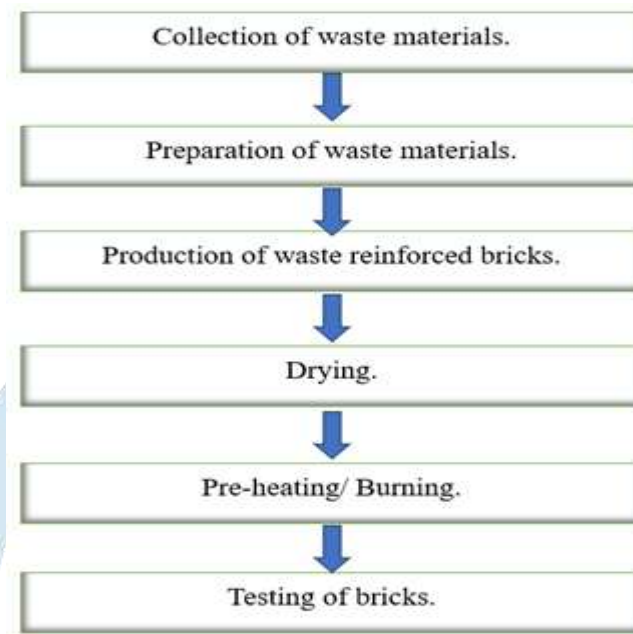 Collection of waste materials.
Preparation of waste materials.
Production of waste reinforced bricks.
Drying.
Pre-heating/ Burning.
Testing of bricks.